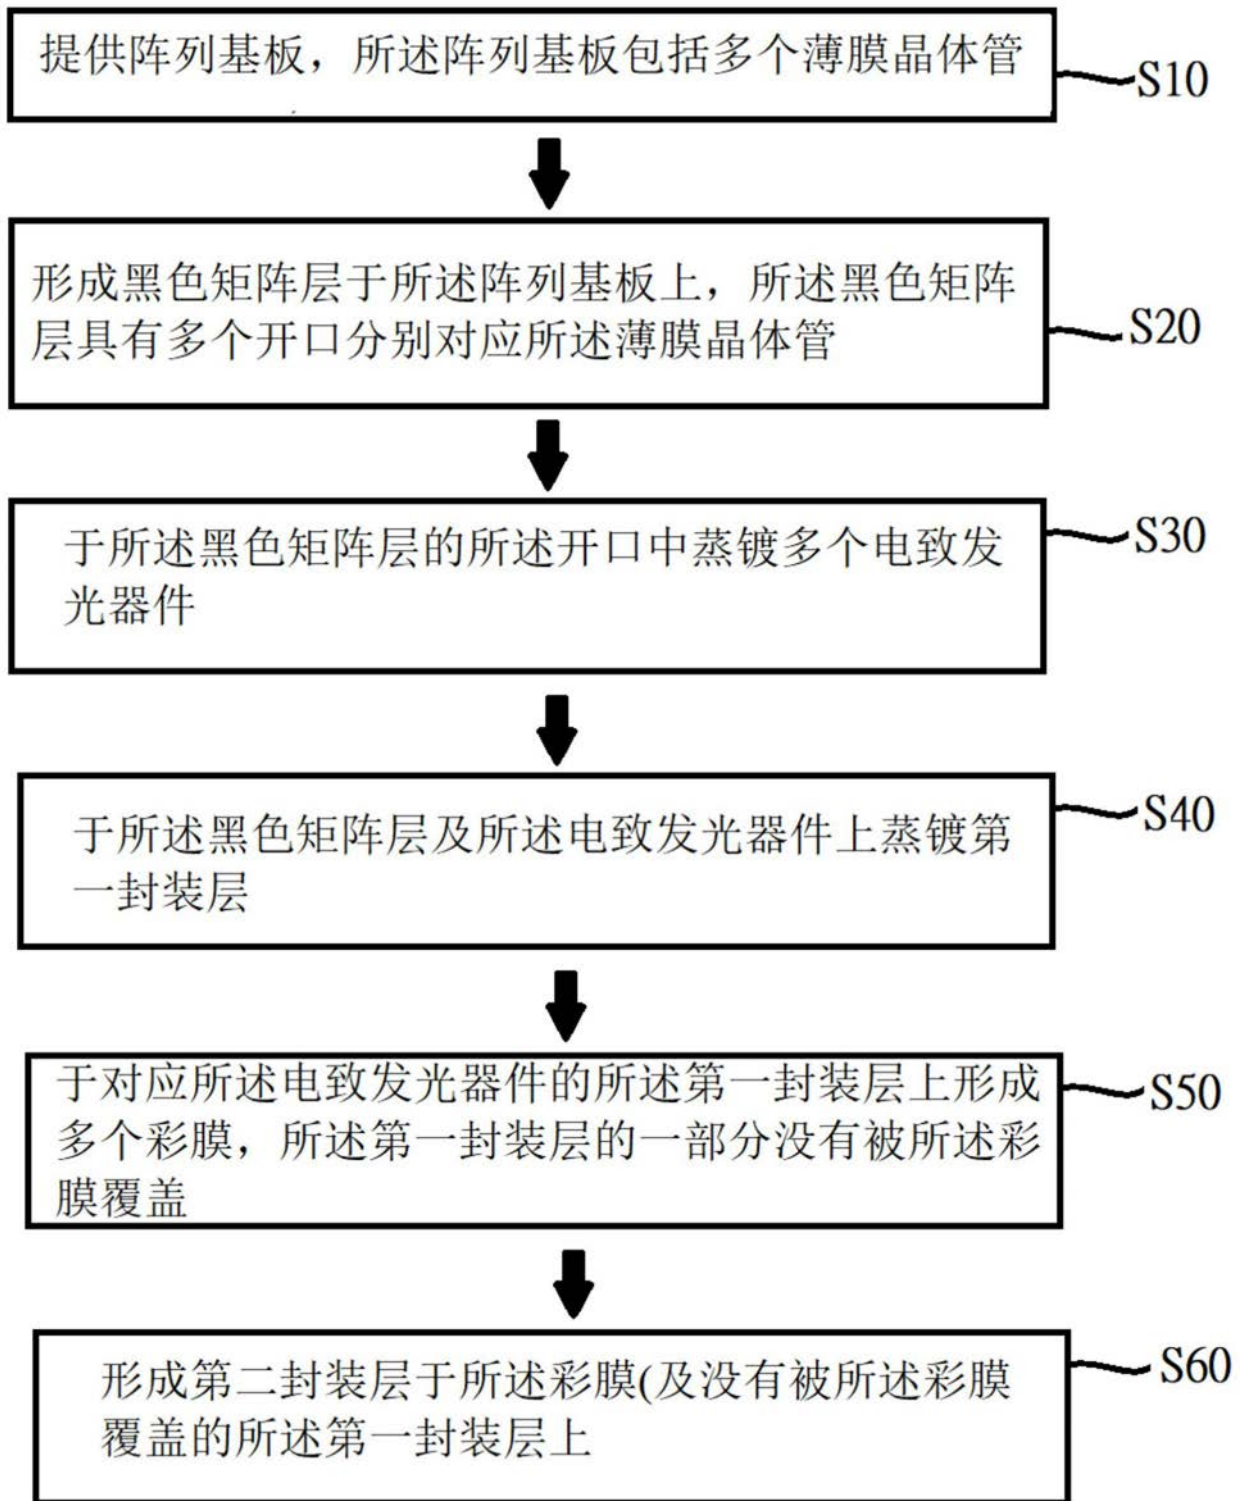 提供阵列基板，所述阵列基板包括多个薄膜晶体管
S10
形成黑色矩阵层于所述阵列基板上，所述黑色矩阵
层具有多个开口分别对应所述薄膜晶体管
S20
于所述黑色矩阵层的所述开口中蒸镀多个电致发
光器件
S30
于所述黑色矩阵层及所述电致发光器件上蒸镀第
一封装层
S40
于对应所述电致发光器件的所述第一封装层上形成
多个彩膜，所述第一封装层的一部分没有被所述彩
膜覆盖
S50
形成第二封装层于所述彩膜(及没有被所述彩膜
覆盖的所述第一封装层上
S60